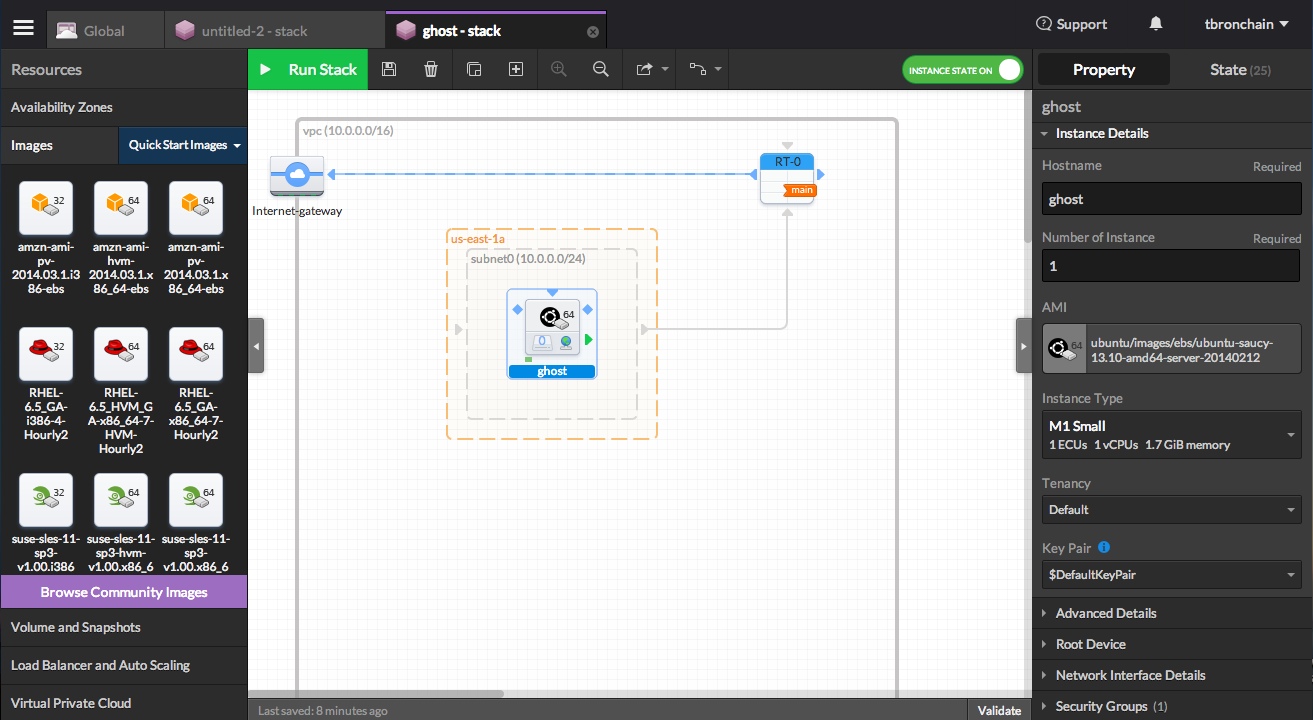 Global
untitled-2 - stack
ghost - stack
Support
tbronchain
Resources
Run Stack
INSTANCE STATE ON
Property
State (25)
Availability Zones
Images
Quick Start Images
32
64
64
amzn-ami-
pv-
2014.03.1.i3
86-ebs
amzn-ami-
hvm-
2014.03.1.x
86_64-ebs
amzn-ami-
pv-
2014.03.1.x
86_64-ebs
32
64
64
RHEL-
6.5_GA-
i386-4-
Hourly2
RHEL-
6.5_HVM_G
A-x86_64-7-
HVM-
Hourly2
RHEL-
6.5_GA-
x86_64-7-
Hourly2
32
64
64
suse-sles-11-
sp3-
v1.00.i386
suse-sles-11-
sp3-hvm-
v1.00.x86_6
suse-sles-11-
sp3-
v1.00.x86_6
Browse Community Images
Volume and Snapshots
Load Balancer and Auto Scaling
Virtual Private Cloud
vpc (10.0.0.0/16)
Internet-gateway
RT-0
main
us-east-1a
subnet0 (10.0.0.0/24)
64
0
ghost
Last saved: 8 minutes ago
Validate
ghost
Instance Details
Hostname Required
ghost
Number of Instance Required
1
AMI
64
ubuntu/images/ebs/ubuntu-saucy-
13.10-amd64-server-20140212
Instance Type
M1 Small
1 ECUs 1 vCPUs 1.7 GiB memory
Tenancy
Default
Key Pair
$DefaultKeyPair
Advanced Details
Root Device
Network Interface Details
Security Groups (1)